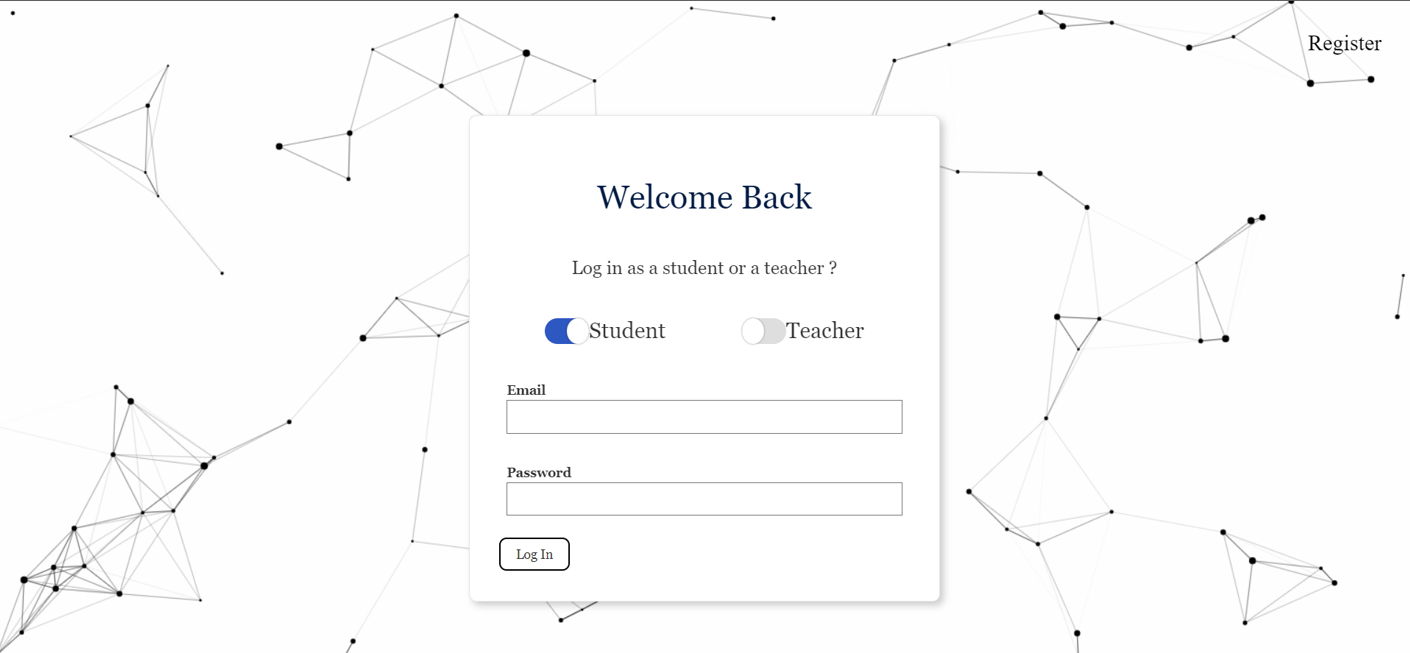 Register
Welcome Back
Log in as a student or a teacher ?
Student Teacher
Email
Password
Log In